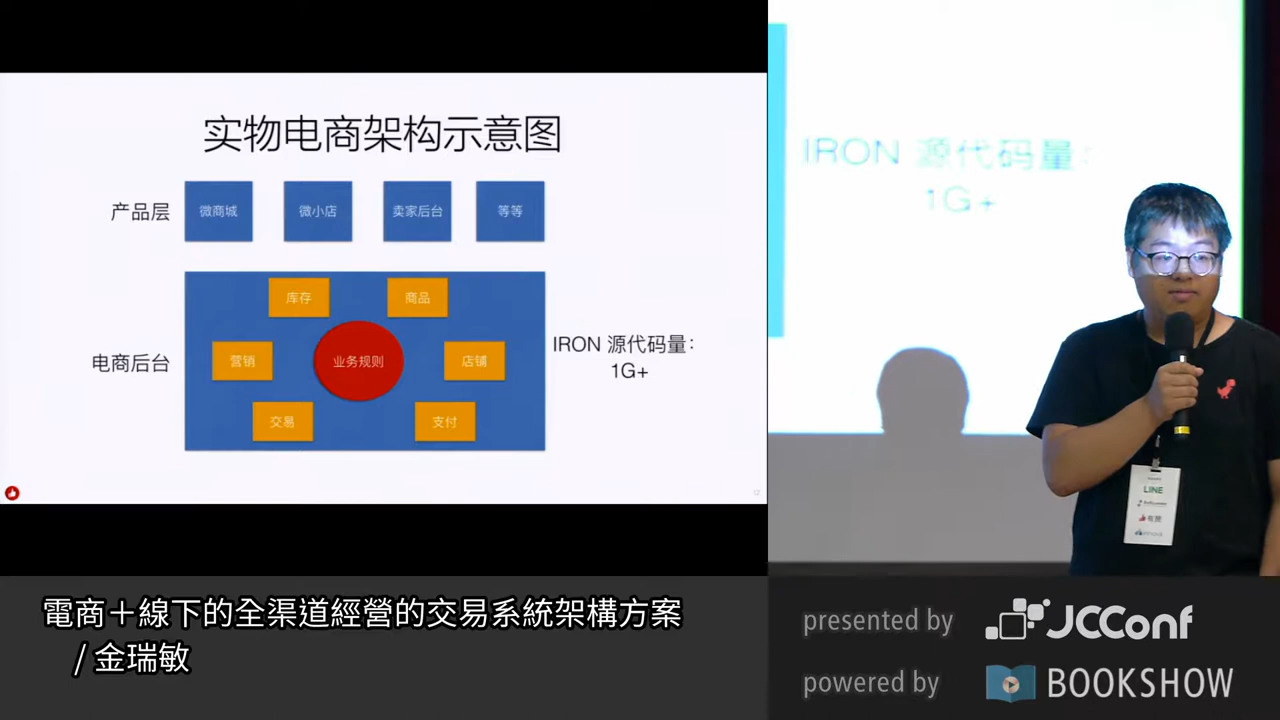 实物电商架构示意图
产品层
微商城
微小店
卖家后台
等等
电商后台
库存
商品
营销
业务规则
店铺
交易
支付
IRON 源代码量：
1G+
12
IRON 源代码量：
1G+
LINE
有赞
電商＋線下的全渠道經營的交易系統架構方案
/ 金瑞敏
presented by JCConf
powered by BOOKSHOW